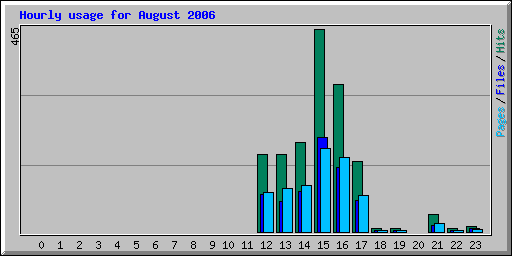 Hourly usage for August 2006
465
Pages/Files/Hits
0 1 2 3 4 5 6 7 8 9 10 11 12 13 14 15 16 17 18 19 20 21 22 23